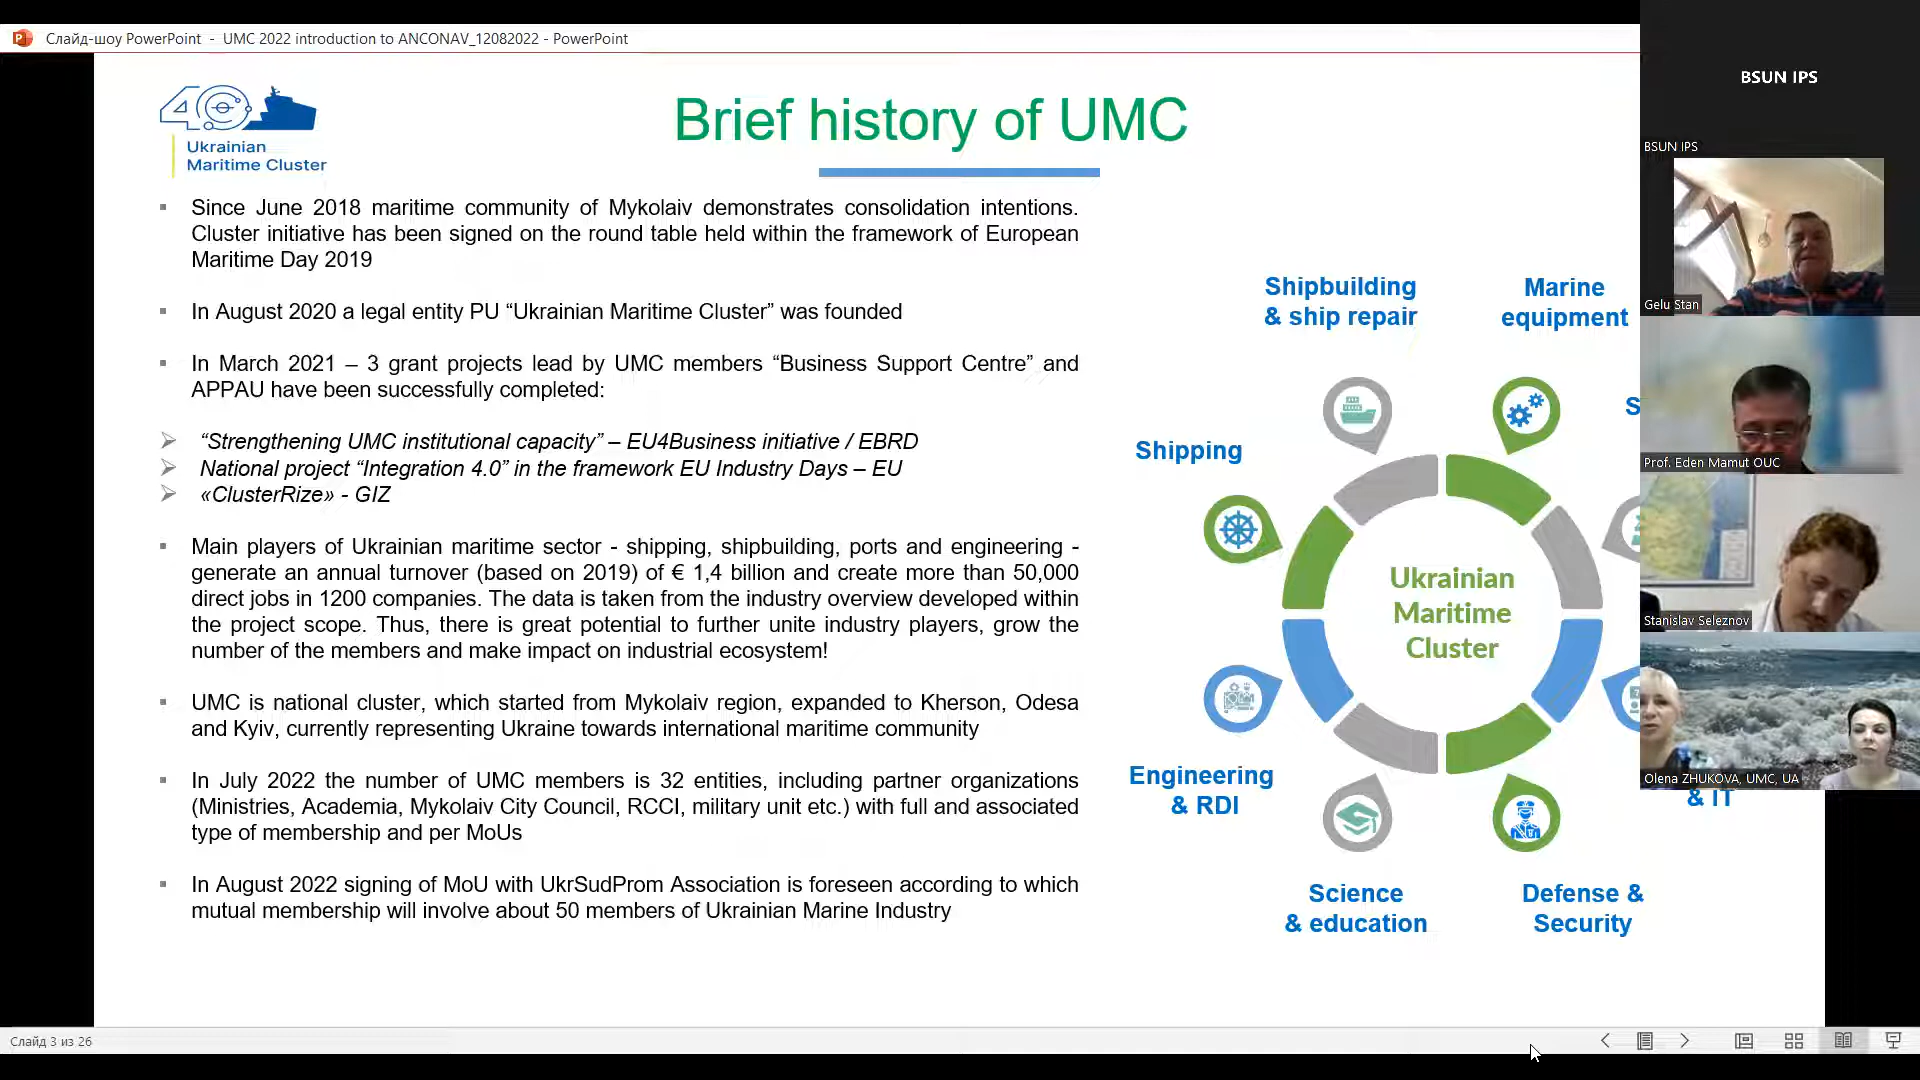 Слайд-шоу PowerPoint - UMC 2022 introduction to ANCONAV_12082022 - PowerPoint
4.0
Ukrainian
Maritime Cluster
Brief history of UMC
Since June 2018 maritime community of Mykolaiv demonstrates consolidation intentions.
Cluster initiative has been signed on the round table held within the framework of European
Maritime Day 2019
In August 2020 a legal entity PU “Ukrainian Maritime Cluster” was founded
In March 2021 – 3 grant projects lead by UMC members “Business Support Centre” and
APPAU have been successfully completed:
“Strengthening UMC institutional capacity” – EU4Business initiative / EBRD
National project “Integration 4.0” in the framework EU Industry Days – EU
«ClusterRize» - GIZ
Main players of Ukrainian maritime sector - shipping, shipbuilding, ports and engineering -
generate an annual turnover (based on 2019) of € 1,4 billion and create more than 50,000
direct jobs in 1200 companies. The data is taken from the industry overview developed within
the project scope. Thus, there is great potential to further unite industry players, grow the
number of the members and make impact on industrial ecosystem!
UMC is national cluster, which started from Mykolaiv region, expanded to Kherson, Odesa
and Kyiv, currently representing Ukraine towards international maritime community
In July 2022 the number of UMC members is 32 entities, including partner organizations
(Ministries, Academia, Mykolaiv City Council, RCCI, military unit etc.) with full and associated
type of membership and per MoUs
In August 2022 signing of MoU with UkrSudProm Association is foreseen according to which
mutual membership will involve about 50 members of Ukrainian Marine Industry
Shipbuilding
& ship repair
Marine
equipment
S
Shipping
Ukrainian
Maritime
Cluster
Engineering
& RDI
& IT
Science
& education
Defense &
Security
BSUN IPS
BSUN IPS
Gelu Stan
Prof. Eden Mamut OUC
Stanislav Seleznov
Olena ZHUKOVA, UMC, UA
Слайд 3 из 26